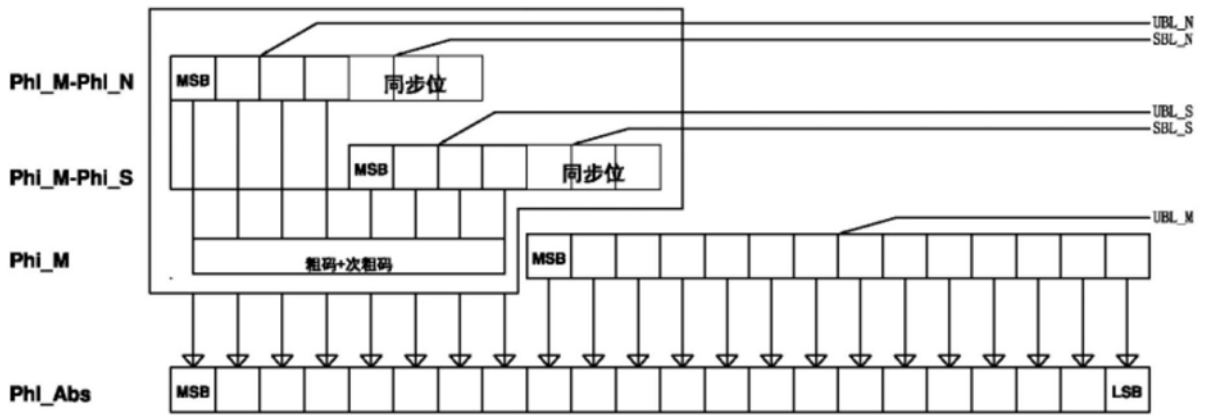 UBL_N
SBL_N
Phi_M-Phi_N MSB 同步位
UBL_S
SBL_S
Phi_M-Phi_S MSB 同步位
UBL_M
Phi_M 粗码+次粗码 MSB
Phi_Abs MSB LSB